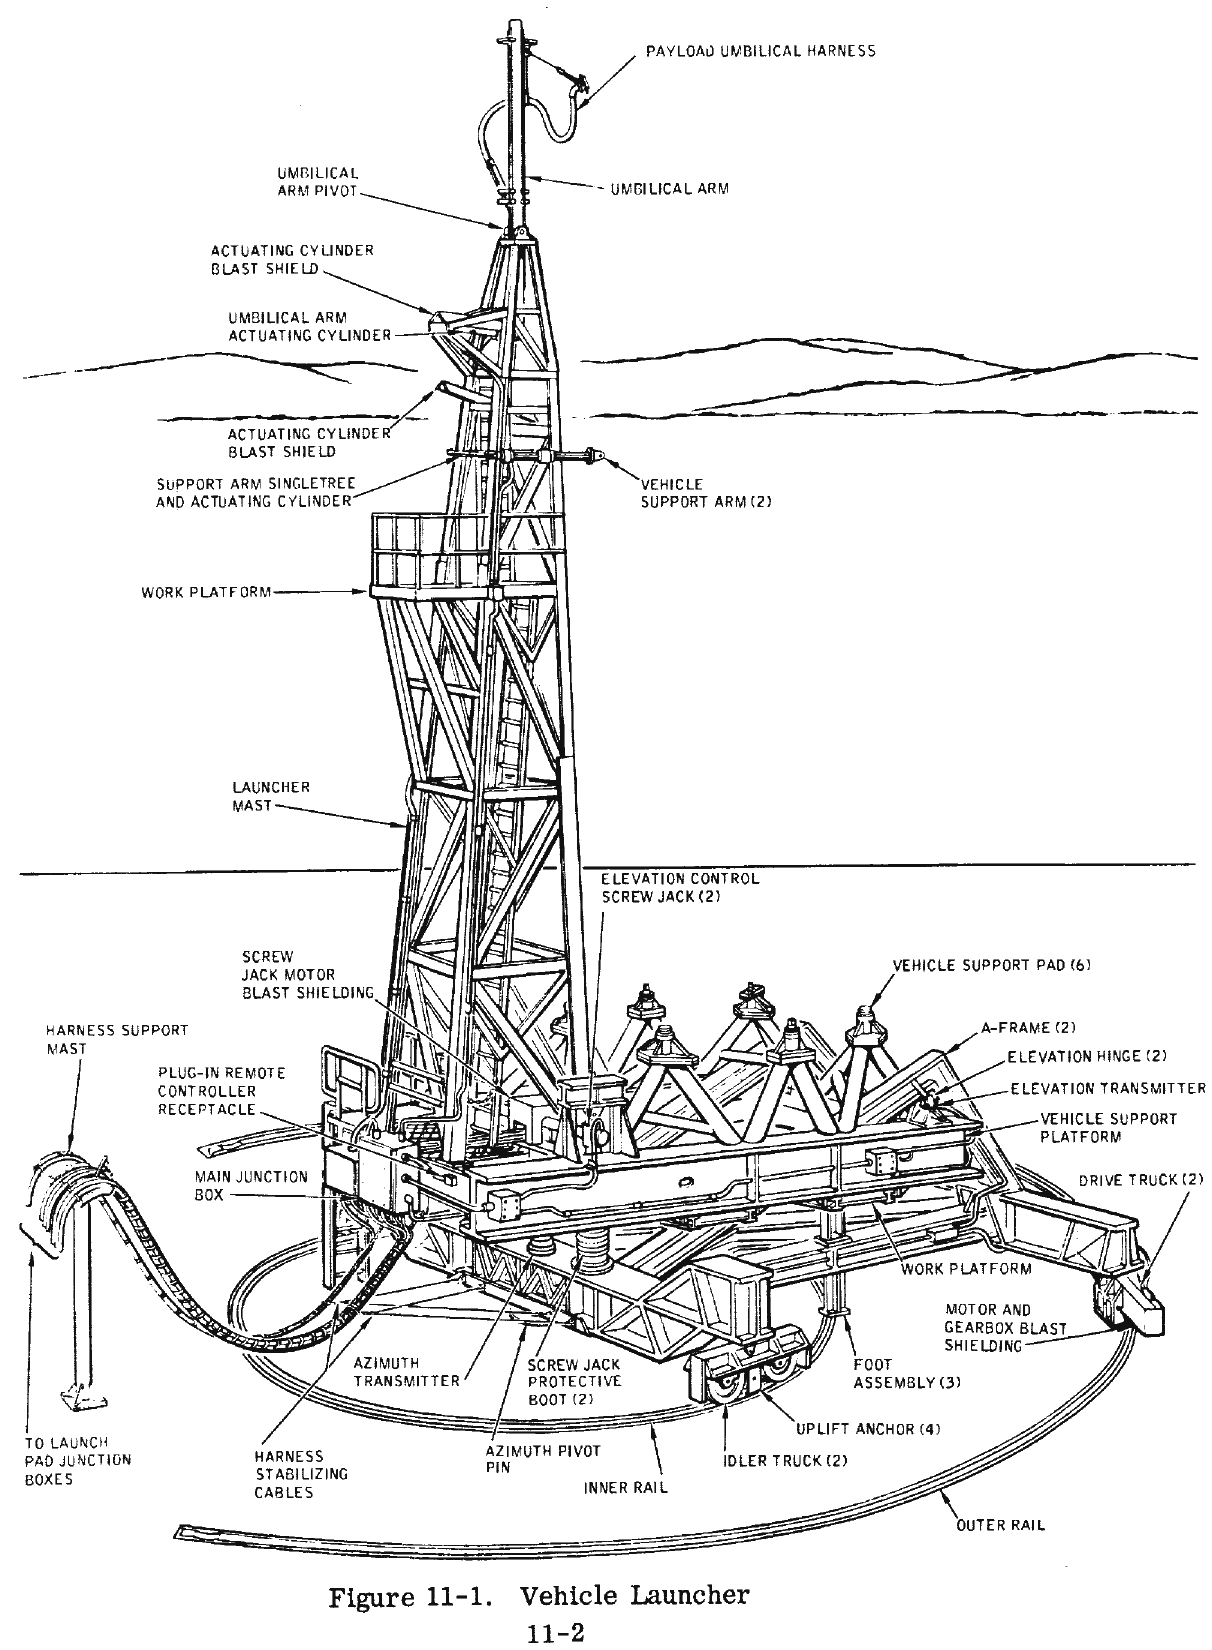 PAYLOAD UMBILICAL HARNESS
UMBILICAL
ARM PIVOT
UMBILICAL ARM
ACTUATING CYLINDER
BLAST SHIELD
UMBILICAL ARM
ACTUATING CYLINDER
ACTUATING CYLINDER
BLAST SHIELD
SUPPORT ARM SINGLETREE
AND ACTUATING CYLINDER
VEHICLE
SUPPORT ARM (2)
WORK PLATFORM
LAUNCHER
MAST
ELEVATION CONTROL
SCREW JACK (2)
SCREW
JACK MOTOR
BLAST SHIELDING
VEHICLE SUPPORT PAD (6)
HARNESS SUPPORT
MAST
A-FRAME (2)
ELEVATION HINGE (2)
PLUG-IN REMOTE
CONTROLLER
RECEPTACLE
ELEVATION TRANSMITTER
VEHICLE SUPPORT
PLATFORM
MAIN JUNCTION
BOX
DRIVE TRUCK (2)
WORK PLATFORM
MOTOR AND
GEARBOX BLAST
SHIELDING
AZIMUTH
TRANSMITTER
SCREW JACK
PROTECTIVE
BOOT (2)
FOOT
ASSEMBLY (3)
UPLIFT ANCHOR (4)
TO LAUNCH
PAD JUNCTION
BOXES
HARNESS
STABILIZING
CABLES
AZIMUTH PIVOT
PIN
IDLER TRUCK (2)
INNER RAIL
OUTER RAIL
Figure 11-1. Vehicle Launcher
11-2